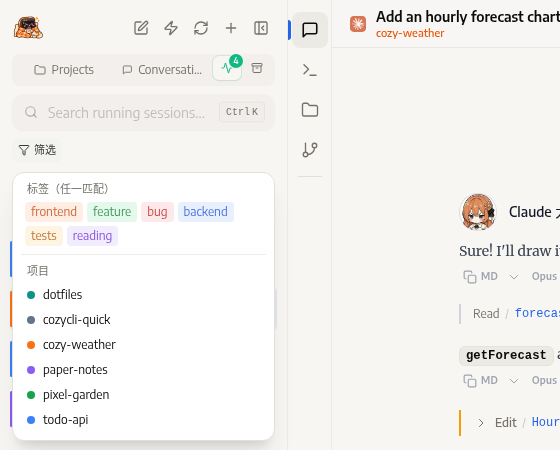 Add an hourly forecast chart
cozy-weather
Projects
Conversati...
4
Search running sessions...
Ctrl K
筛选
标签（任一匹配）
frontend feature bug backend
tests reading
项目
dotfiles
cozycli-quick
cozy-weather
paper-notes
pixel-garden
todo-api
Claude
Sure! I'll draw i
MD Opus
Read / foreca
getForecast a
MD Opus
Edit / Hour